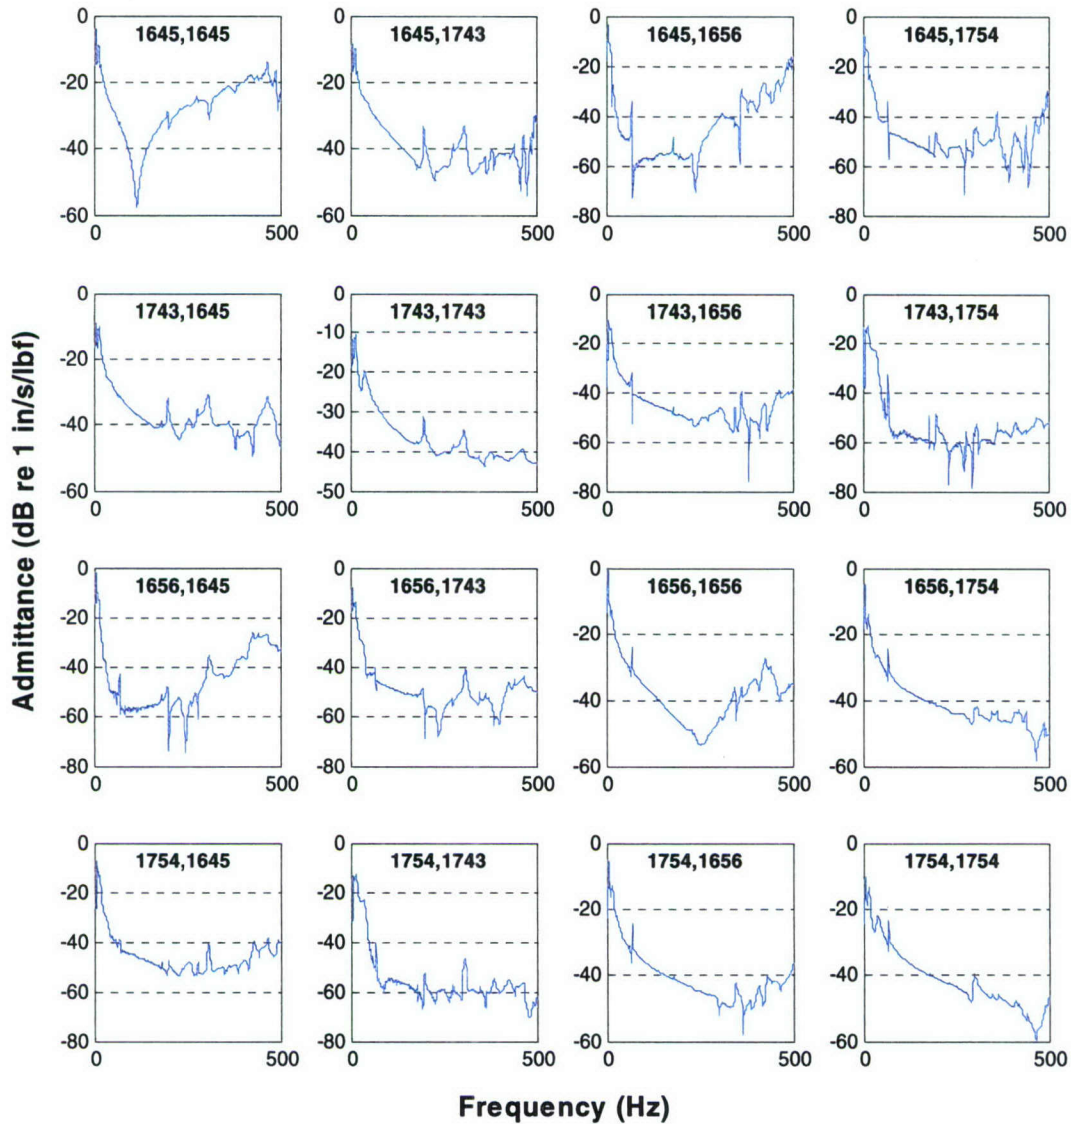 Admittance (dB re 1 in/s/lbf)
1645,1645 1645,1743 1645,1656 1645,1754
0 0 0 0
-20 -20 -20 -20
-40 -40 -40 -40
-60 -60 -60 -60
-80 -80
0 500 0 500 0 500 0 500
1743,1645 1743,1743 1743,1656 1743,1754
0 0 0 0
-20 -10 -20 -20
-40 -20 -40 -40
-60 -30 -60 -60
-40 -80 -80
-50
0 500 0 500 0 500 0 500
1656,1645 1656,1743 1656,1656 1656,1754
0 0 0 0
-20 -20 -20 -20
-40 -40 -40 -40
-60 -60 -60 -60
-80 -80
0 500 0 500 0 500 0 500
1754,1645 1754,1743 1754,1656 1754,1754
0 0 0 0
-20 -20 -20 -20
-40 -40 -40 -40
-60 -60 -60 -60
-80 -80
0 500 0 500 0 500 0 500
Frequency (Hz)